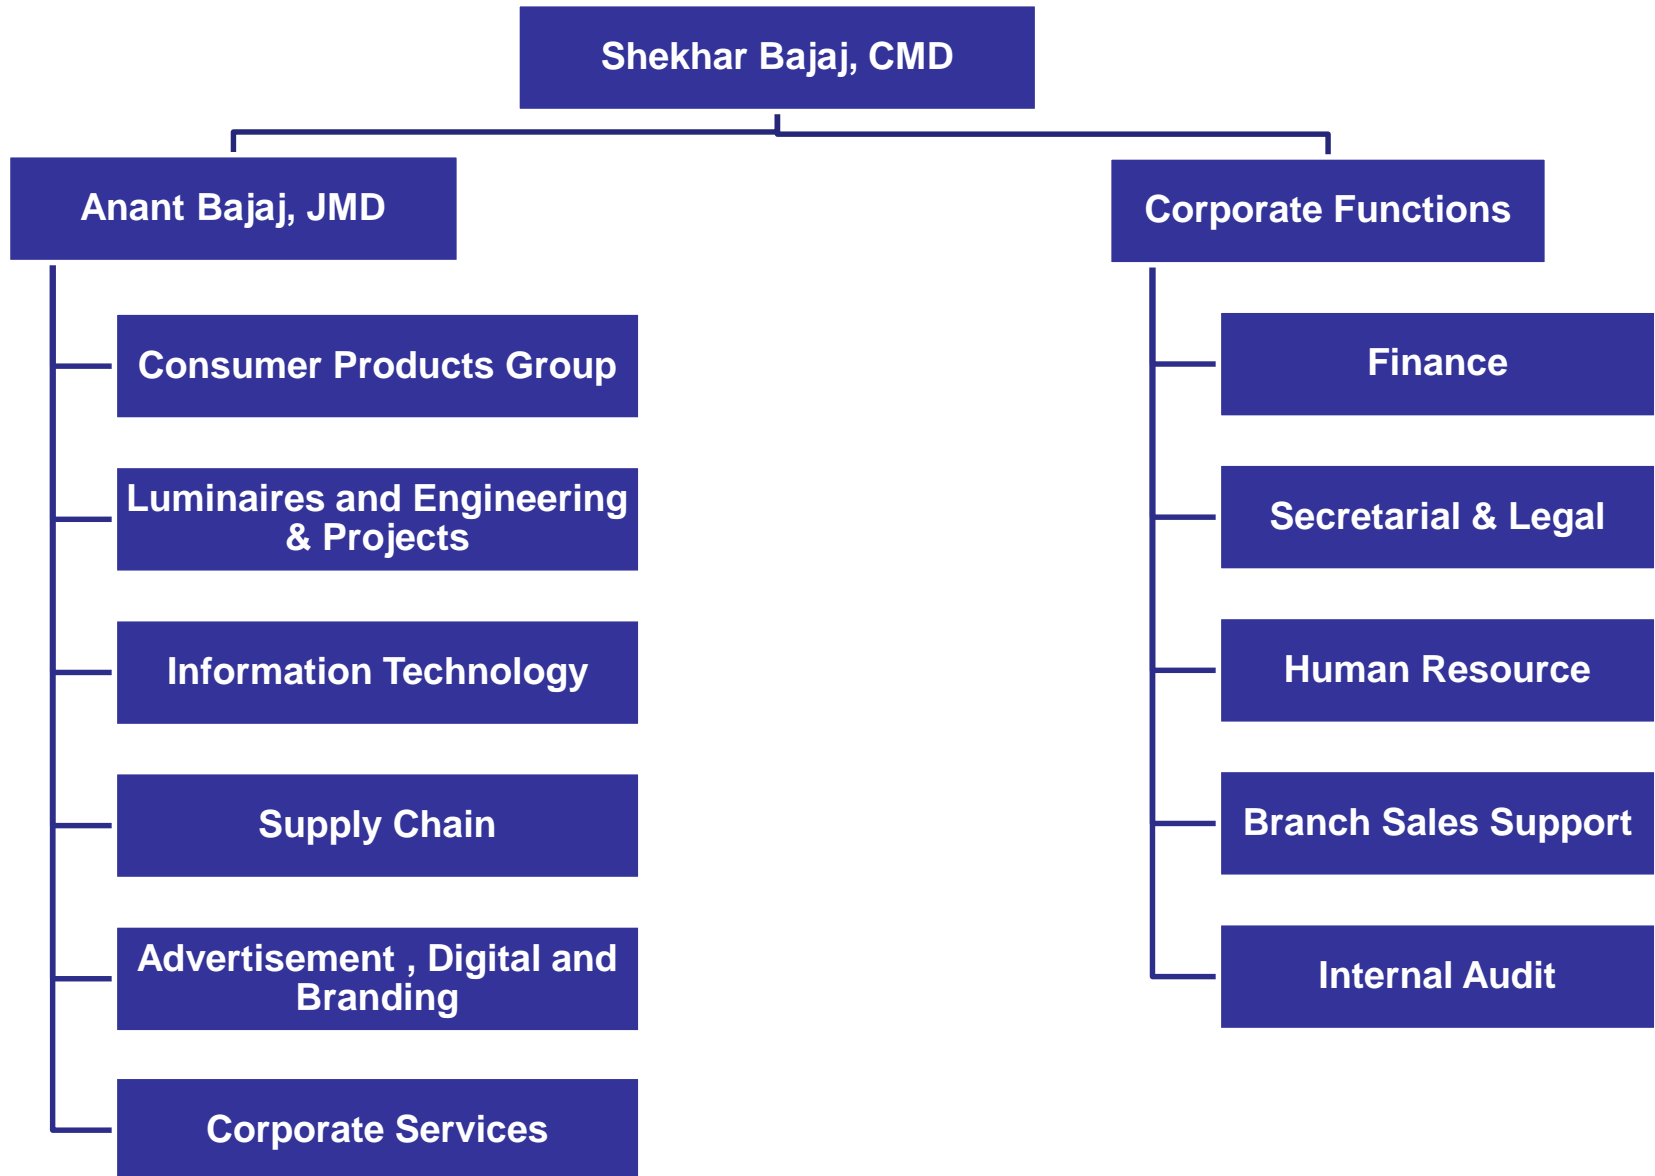 Shekhar Bajaj, CMD
Anant Bajaj, JMD
Consumer Products Group
Luminaires and Engineering
& Projects
Information Technology
Supply Chain
Advertisement , Digital and
Branding
Corporate Services
Corporate Functions
Finance
Secretarial & Legal
Human Resource
Branch Sales Support
Internal Audit